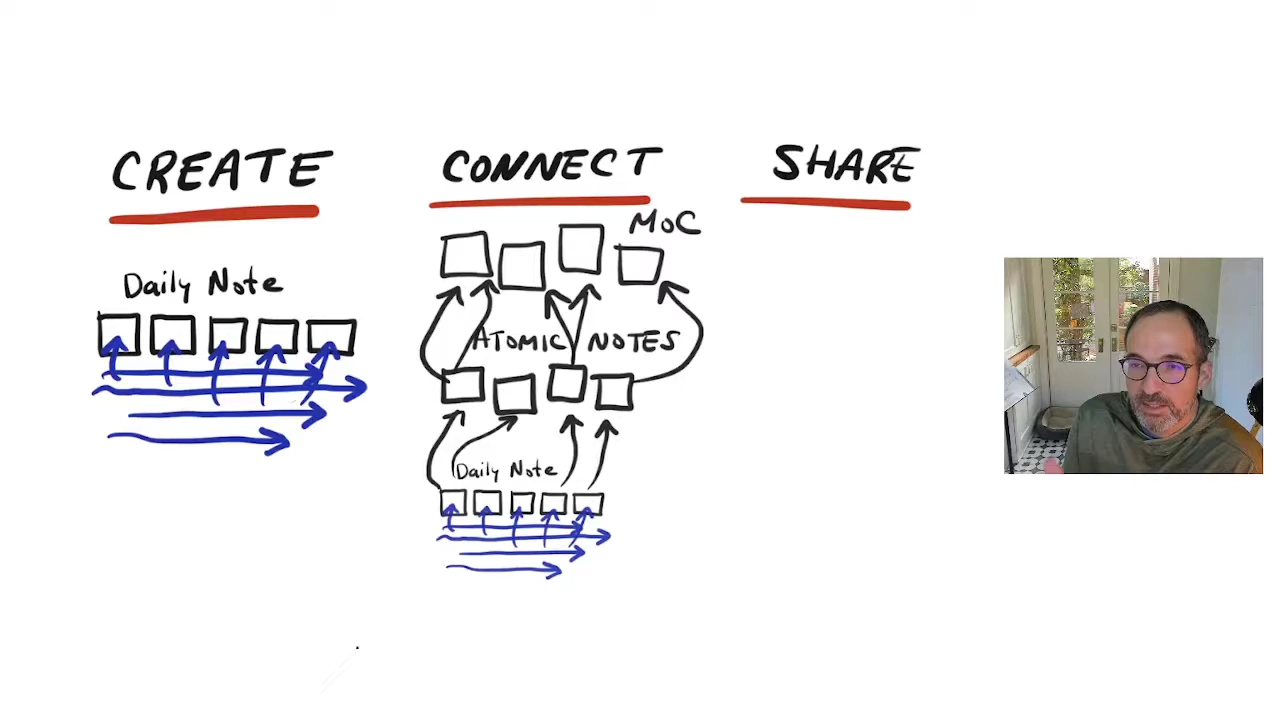 CREATE
Daily Note
CONNECT
MoC
ATOMIC NOTES
Daily Note
SHARE